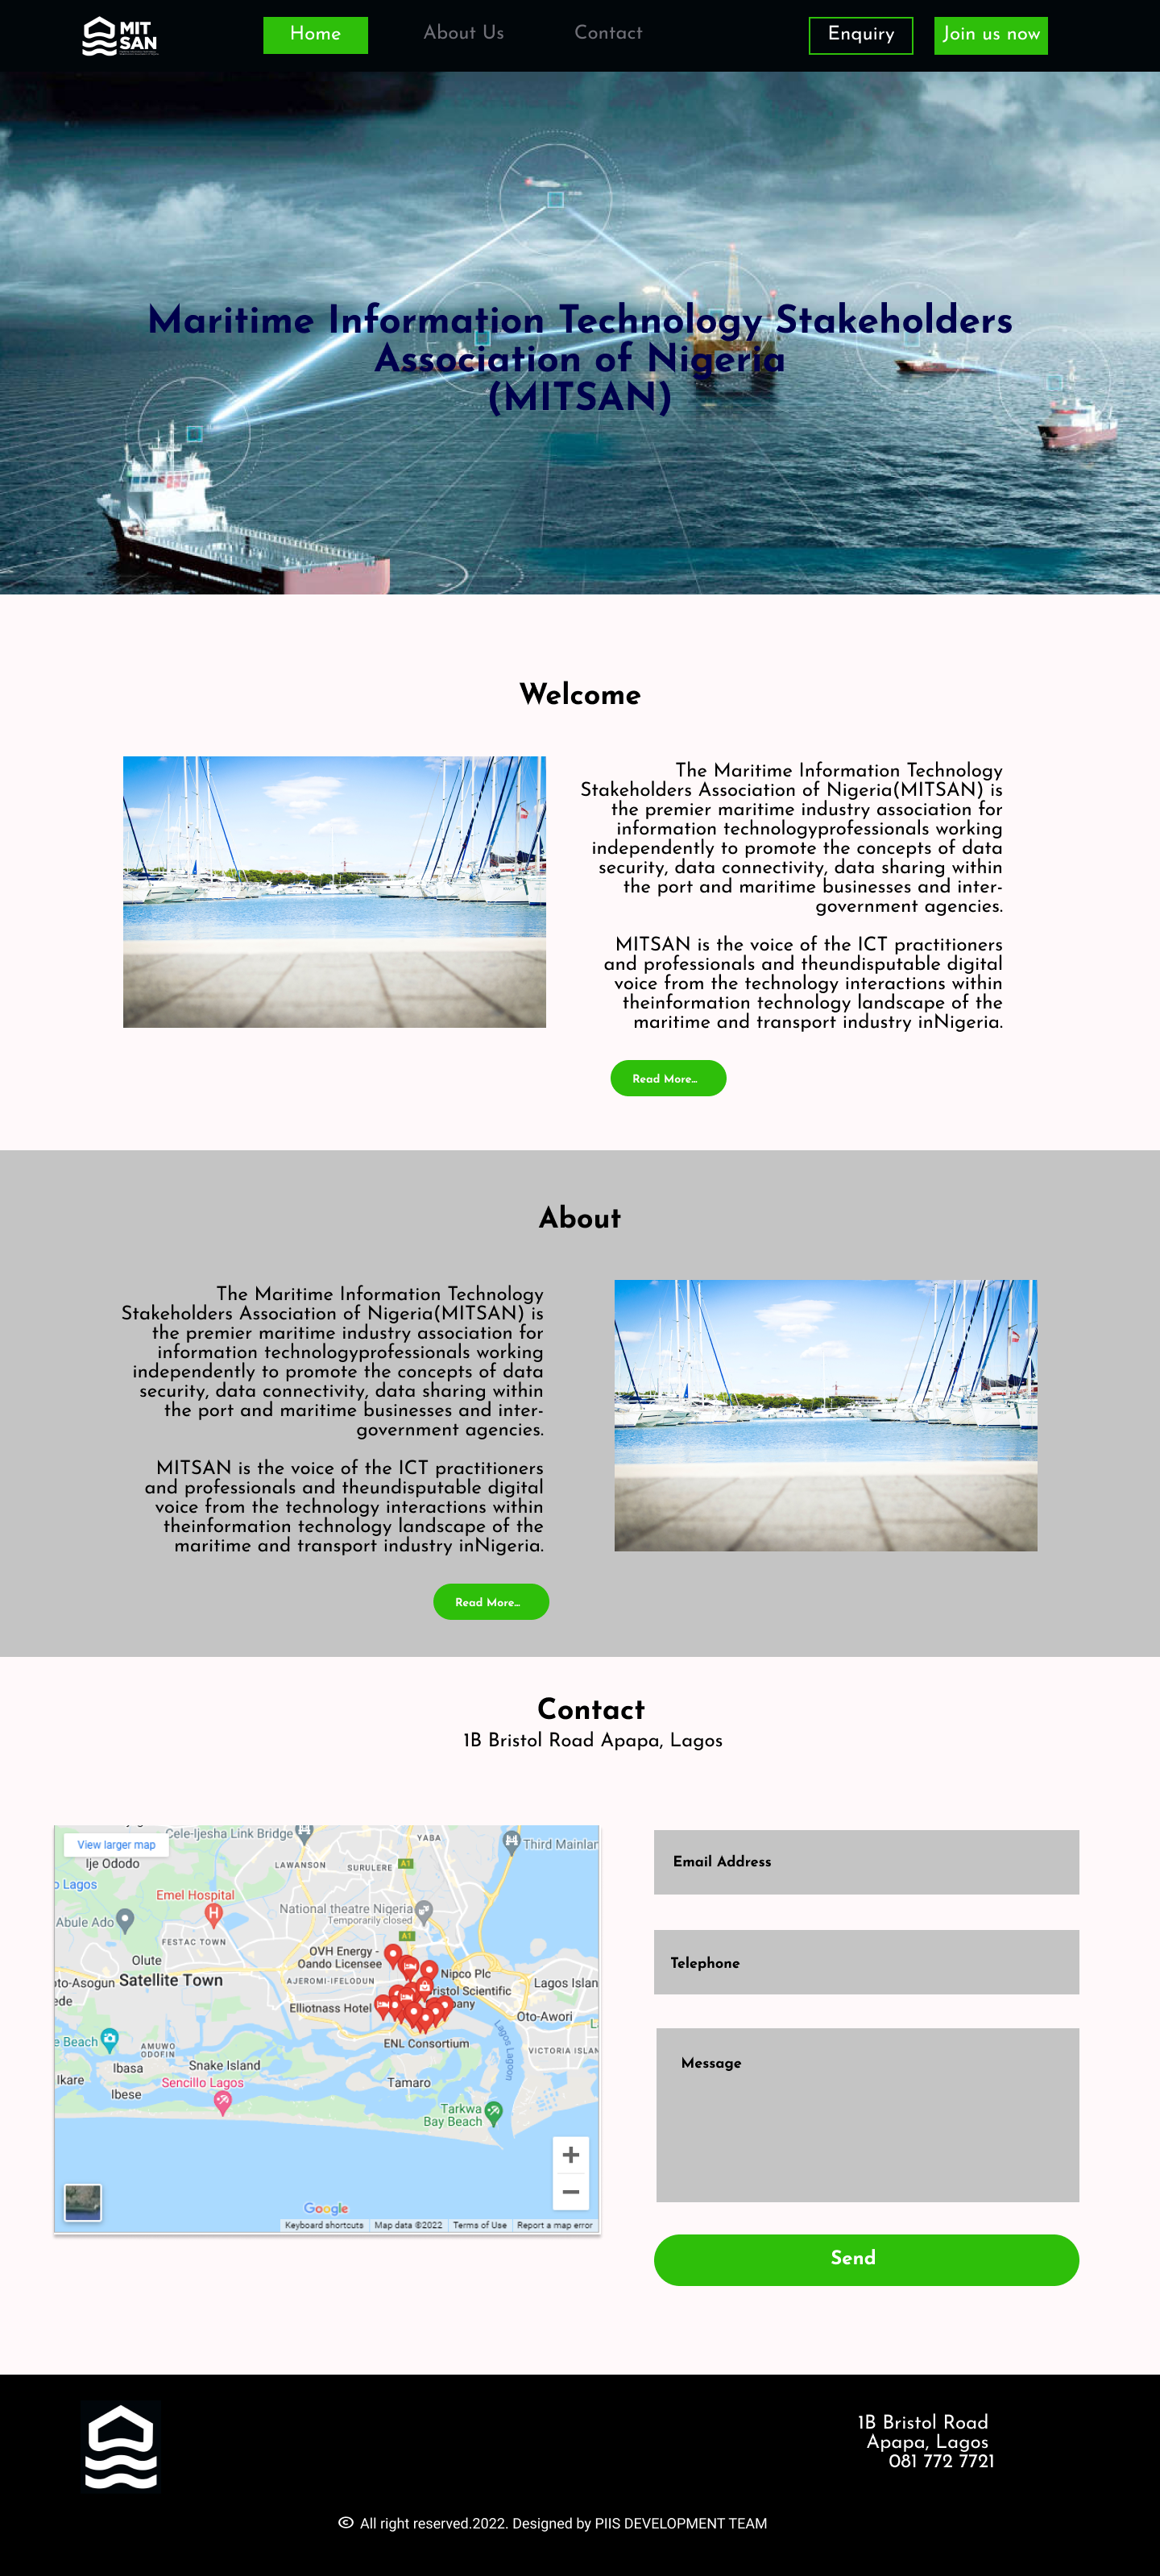 MIT
SAN
Home
About Us
Contact
Enquiry
Join us now
Maritime Information Technology Stakeholders
Association of Nigeria
(MITSAN)
Welcome
The Maritime Information Technology
Stakeholders Association of Nigeria(MITSAN) is
the premier maritime industry association for
information technologyprofessionals working
independently to promote the concepts of data
security, data connectivity, data sharing within
the port and maritime businesses and inter-
government agencies.
MITSAN is the voice of the ICT practitioners
and professionals and theundisputable digital
voice from the technology interactions within
theinformation technology landscape of the
maritime and transport industry inNigeria.
Read More...
About
The Maritime Information Technology
Stakeholders Association of Nigeria(MITSAN) is
the premier maritime industry association for
information technologyprofessionals working
independently to promote the concepts of data
security, data connectivity, data sharing within
the port and maritime businesses and inter-
government agencies.
MITSAN is the voice of the ICT practitioners
and professionals and theundisputable digital
voice from the technology interactions within
theinformation technology landscape of the
maritime and transport industry inNigeria.
Read More...
Contact
1B Bristol Road Apapa, Lagos
View larger map
Cele-Ijesha Link Bridge
YABA
Third Mainlan
Ije Ododo
LAWANSON
SURULERE
A1
o Lagos
Emel Hospital
H
National theatre Nigeria
Temporarily closed
Abule Ado
FESTAC TOWN
A1
Olute
OVH Energy -
Oando Licensee
oto-Asogun
Satellite Town
AJEROMI-IFELODUN
Nipco Plc
Lagos Islan
ede
ristol Scientific
pany
Elliotnass Hotel
Oto-Awori
e Beach
AMUWO
ODOFIN
ENL Consortium
Lagos Lagoon
VICTORIA ISLAN
Ibasa
Snake Island
Ikare
Sencillo Lagos
Tamaro
Ibese
Tarkwa
Bay Beach
Google
Keyboard shortcuts
Map data ©2022
Terms of Use
Report a map error
Email Address
Telephone
Message
Send
1B Bristol Road
Apapa, Lagos
081 772 7721
© All right reserved.2022. Designed by PIIS DEVELOPMENT TEAM